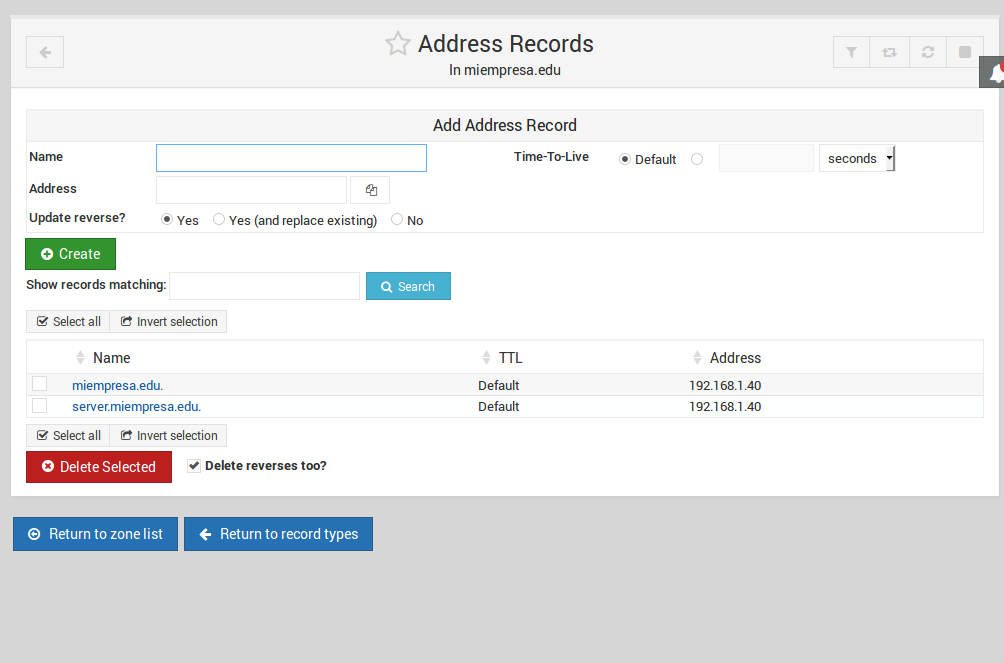 Address Records
In miempresa.edu
Add Address Record
Name Time-To-Live Default seconds
Address
Update reverse? Yes Yes (and replace existing) No
Create
Show records matching: Search
Select all Invert selection
Name TTL Address
miempresa.edu. Default 192.168.1.40
server.miempresa.edu. Default 192.168.1.40
Select all Invert selection
Delete Selected Delete reverses too?
Return to zone list Return to record types